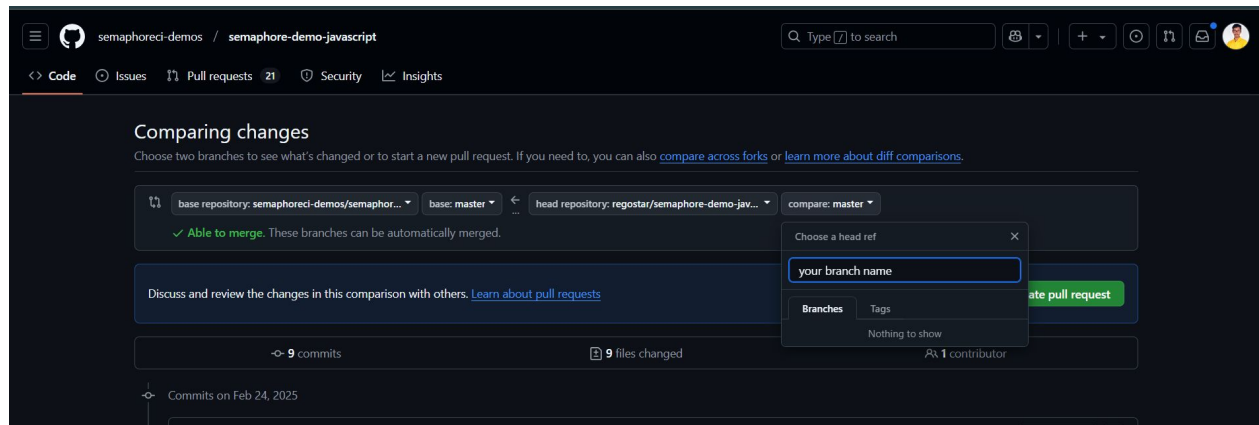 semaphoreci-demos / semaphore-demo-javascript
Type / to search
Code Issues Pull requests 21 Security Insights
Comparing changes
Choose two branches to see what's changed or to start a new pull request. If you need to, you can also compare across forks or learn more about diff comparisons.
base repository: semaphoreci-demos/semaphor... base: master ← ... head repository: regostar/semaphore-demo-jav... compare: master
✓ Able to merge. These branches can be automatically merged.
Choose a head ref
your branch name
Discuss and review the changes in this comparison with others. Learn about pull requests
ate pull request
Branches Tags
Nothing to show
9 commits 9 files changed 1 contributor
Commits on Feb 24, 2025